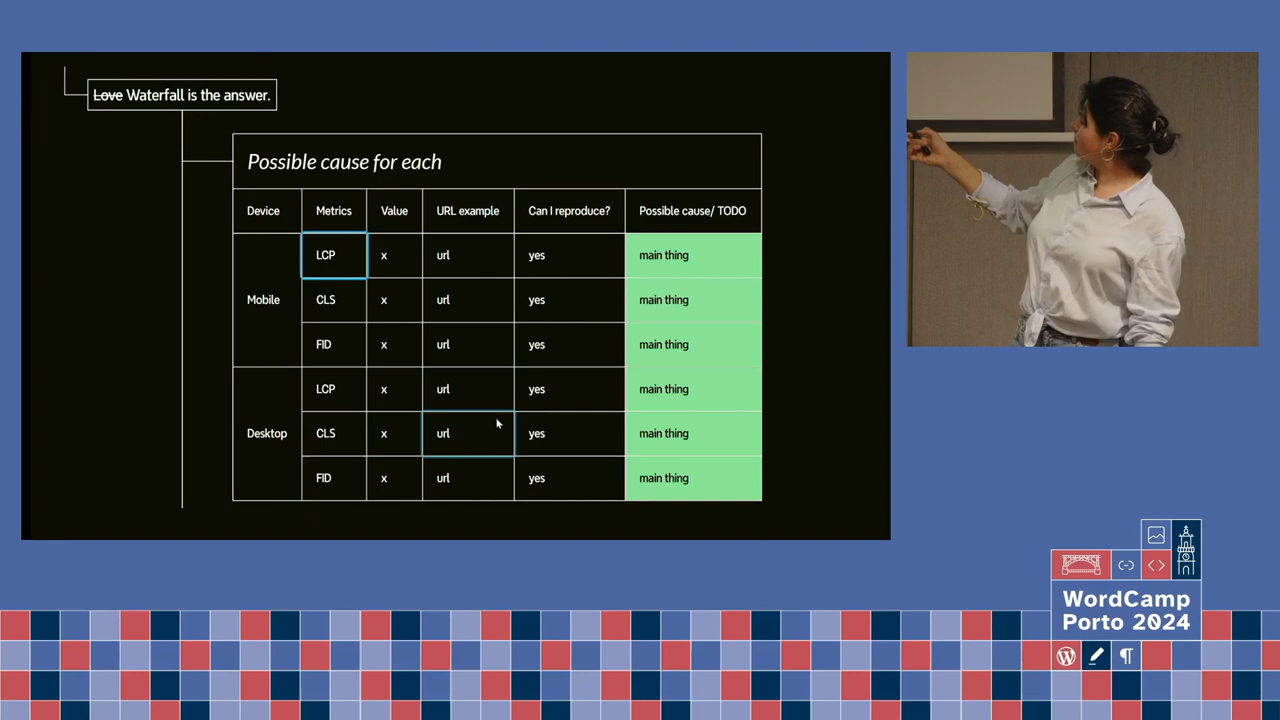 Love Waterfall is the answer.
Possible cause for each
Device Metrics Value URL example Can I reproduce? Possible cause/ TODO
Mobile
LCP x url yes main thing
CLS x url yes main thing
FID x url yes main thing
Desktop
LCP x url yes main thing
CLS x url yes main thing
FID x url yes main thing
WordCamp
Porto 2024